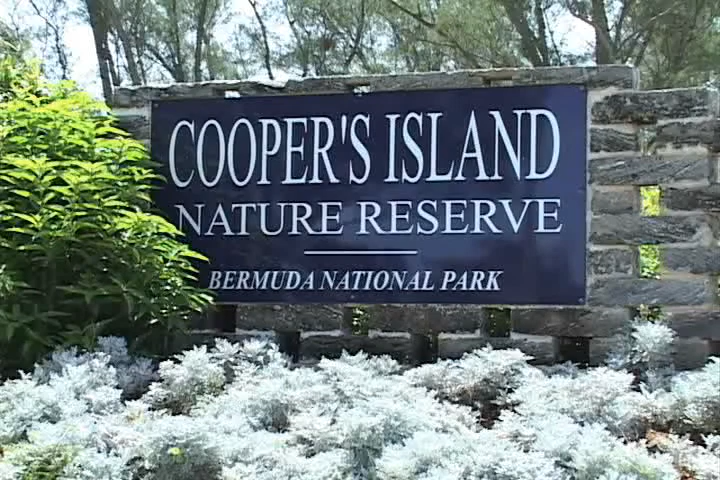 COOPER'S ISLAND
NATURE RESERVE
BERMUDA NATIONAL PARK